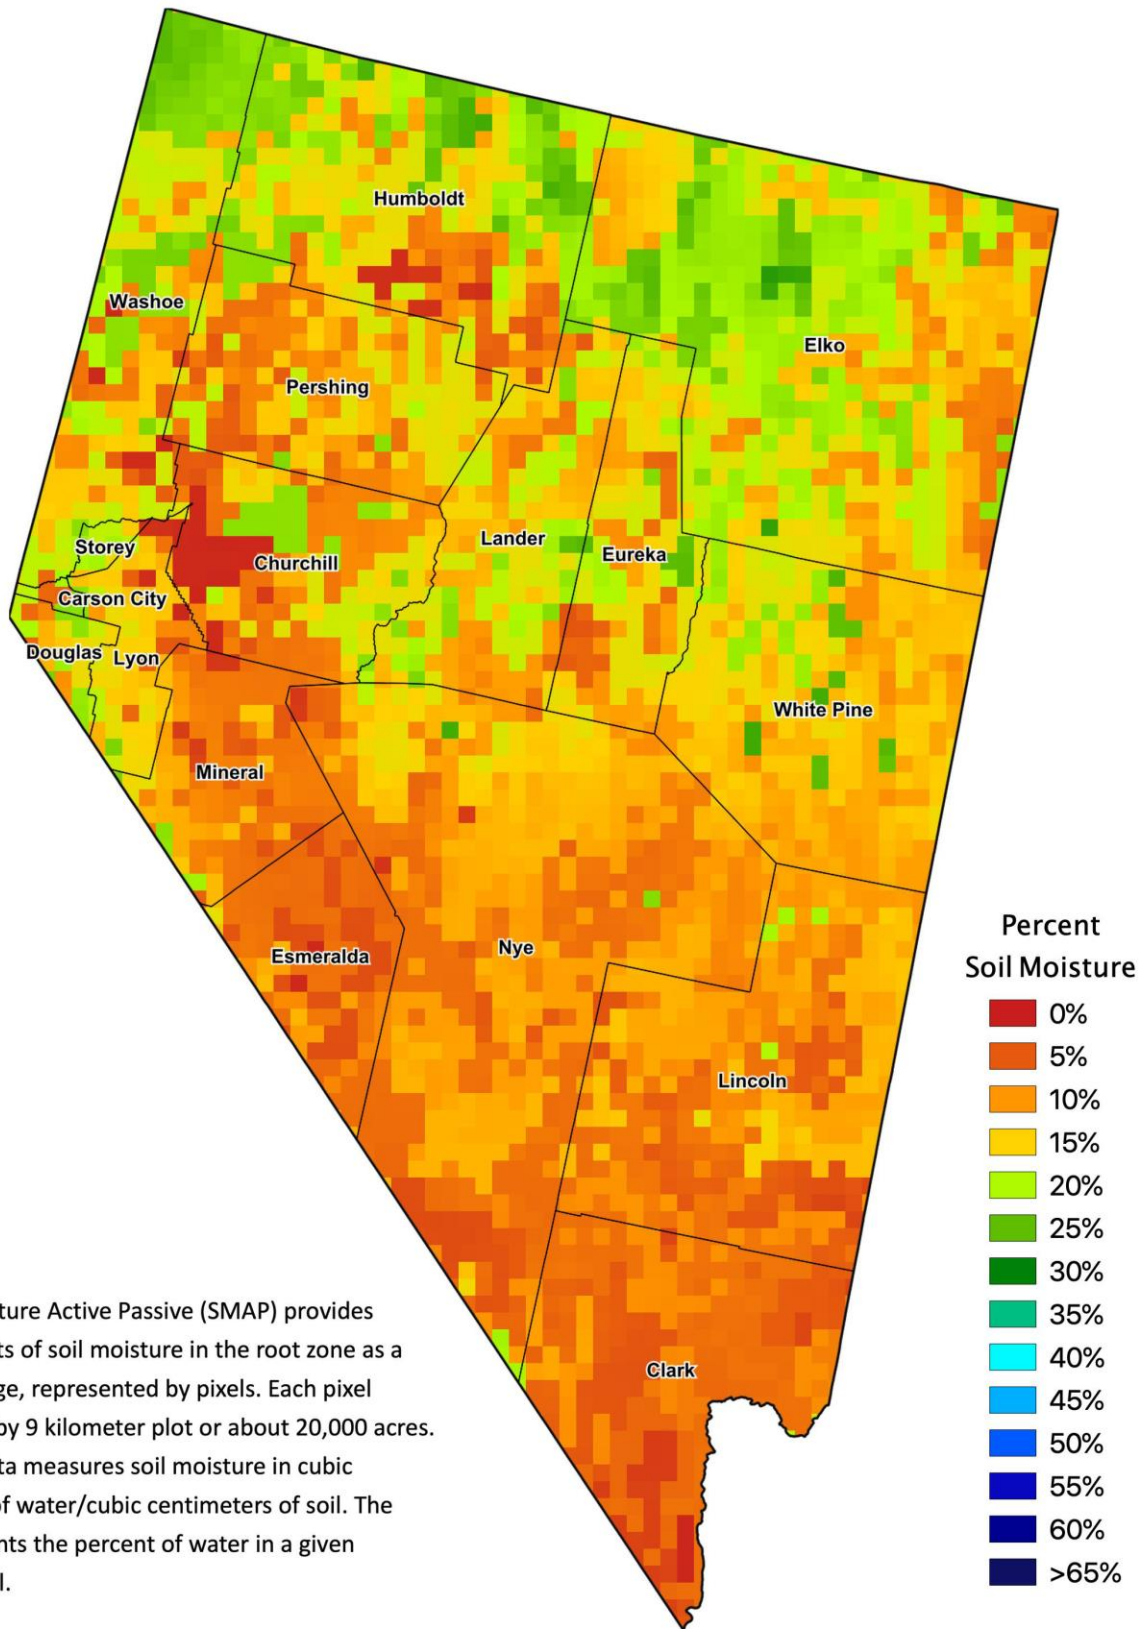 Humboldt
Washoe
Elko
Pershing
Storey
Churchill
Lander
Eureka
Carson City
Douglas
Lyon
White Pine
Mineral
Esmeralda
Nye
Lincoln
Clark
Percent
Soil Moisture
0%
5%
10%
15%
20%
25%
30%
35%
40%
45%
50%
55%
60%
>65%
ture Active Passive (SMAP) provides
ts of soil moisture in the root zone as a
ge, represented by pixels. Each pixel
by 9 kilometer plot or about 20,000 acres.
ta measures soil moisture in cubic
of water/cubic centimeters of soil. The
nts the percent of water in a given
l.